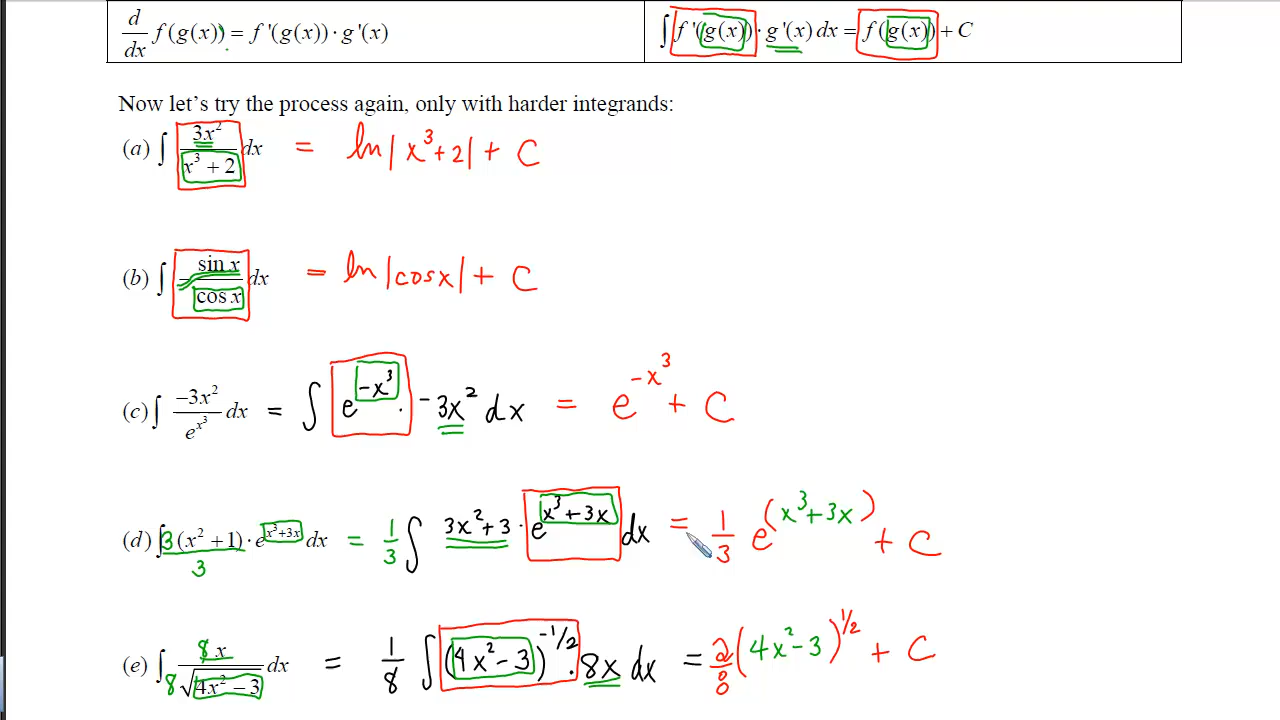 d/dx f(g(x)) = f '(g(x)) · g '(x)
∫ f '(g(x)) · g '(x) dx = f(g(x)) + C
Now let's try the process again, only with harder integrands:
(a) ∫ 3x²/(x³ + 2) dx = ln|x³+2| + C
(b) ∫ − sin x/cos x dx = ln|cosx| + C
(c) ∫ −3x²/e^(x³) dx = ∫ e^(−x³) · −3x² dx = e^(−x³) + C
(d) ∫ 3(x² + 1)/3 · e^(x³+3x) dx = 1/3 ∫ 3x²+3 · e^(x³+3x) dx = 1/3 e^(x³+3x) + C
(e) ∫ 8x/(8√(4x² − 3)) dx = 1/8 ∫ (4x²−3)^(−1/2) · 8x dx = 2/8 (4x²−3)^(1/2) + C